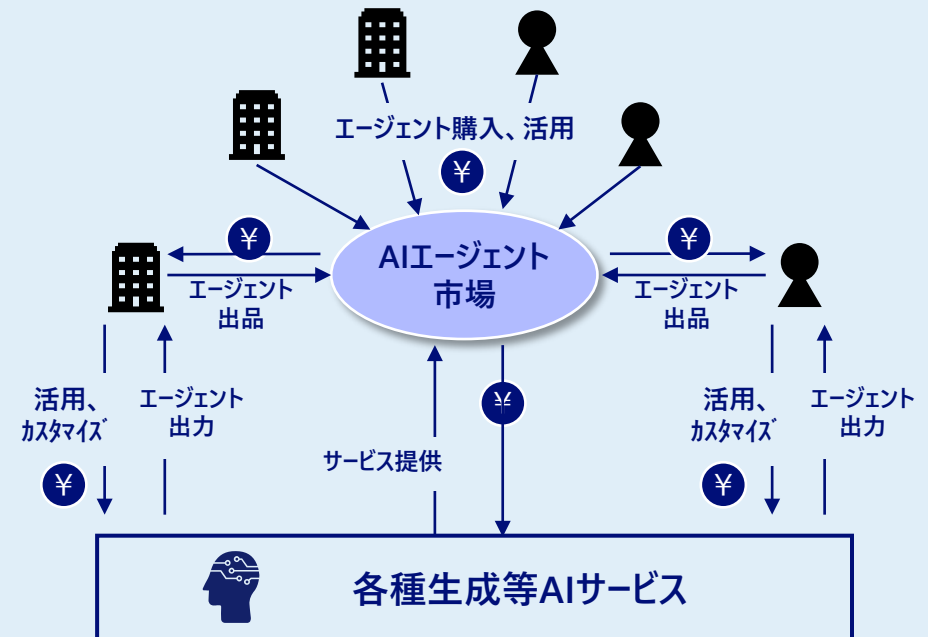 エージェント購入、活用
¥
¥
¥
AIエージェント
市場
エージェント
出品
エージェント
出品
活用、
ｶｽﾀﾏｲｽﾞ
¥
エージェント
出力
サービス提供
¥
活用、
ｶｽﾀﾏｲｽﾞ
¥
エージェント
出力
各種生成等AIサービス